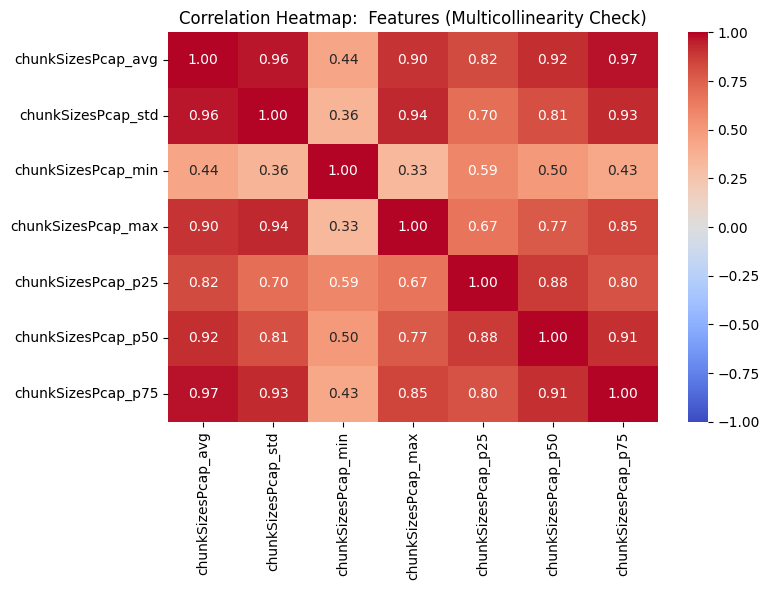 Correlation Heatmap:  Features (Multicollinearity Check)
chunkSizesPcap_avg 1.00 0.96 0.44 0.90 0.82 0.92 0.97
chunkSizesPcap_std 0.96 1.00 0.36 0.94 0.70 0.81 0.93
chunkSizesPcap_min 0.44 0.36 1.00 0.33 0.59 0.50 0.43
chunkSizesPcap_max 0.90 0.94 0.33 1.00 0.67 0.77 0.85
chunkSizesPcap_p25 0.82 0.70 0.59 0.67 1.00 0.88 0.80
chunkSizesPcap_p50 0.92 0.81 0.50 0.77 0.88 1.00 0.91
chunkSizesPcap_p75 0.97 0.93 0.43 0.85 0.80 0.91 1.00
chunkSizesPcap_avg
chunkSizesPcap_std
chunkSizesPcap_min
chunkSizesPcap_max
chunkSizesPcap_p25
chunkSizesPcap_p50
chunkSizesPcap_p75
1.00
0.75
0.50
0.25
0.00
−0.25
−0.50
−0.75
−1.00